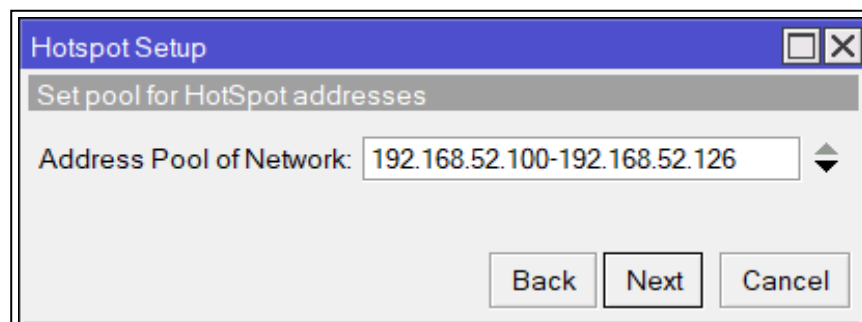 Hotspot Setup
Set pool for HotSpot addresses
Address Pool of Network: 192.168.52.100-192.168.52.126
Back Next Cancel